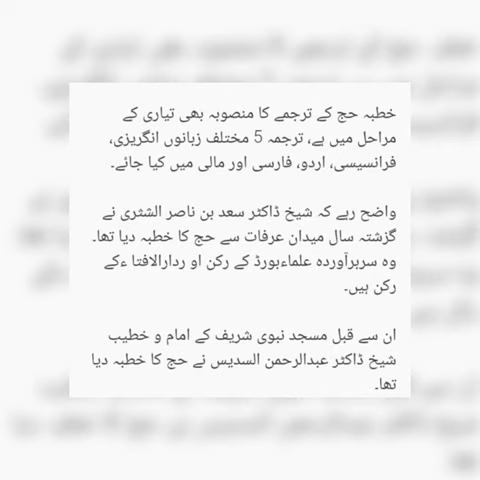 خطبہ حج کے ترجمے کا منصوبہ بھی تیاری کے
مراحل میں ہے، ترجمہ 5 مختلف زبانوں انگریزی،
فرانسیسی، اردو، فارسی اور مالی میں کیا جائے۔
واضح رہے کہ شیخ ڈاکٹر سعد بن ناصر الشثری نے
گزشتہ سال میدان عرفات سے حج کا خطبہ دیا تھا۔
وہ سربرآوردہ علماءبورڈ کے رکن او ردارالافتا ءکے
رکن ہیں۔
ان سے قبل مسجد نبوی شریف کے امام و خطیب
شیخ ڈاکٹر عبدالرحمن السدیس نے حج کا خطبہ دیا
تھا۔